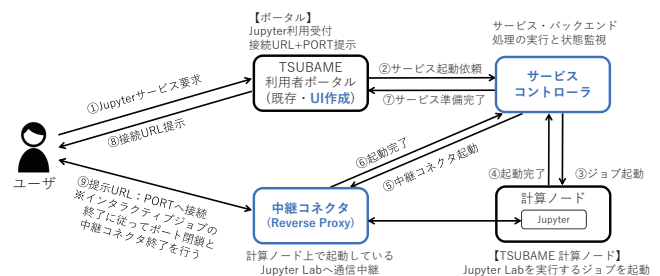 【ポータル】
Jupyter利用受付
接続URL+PORT提示
サービス・バックエンド
処理の実行と状態監視
TSUBAME
利用者ポータル
(既存・UI作成)
サービス
コントローラ
①Jupyterサービス要求
②サービス起動依頼
⑦サービス準備完了
⑧接続URL提示
ユーザ
⑥起動完了
⑤中継コネクタ起動
④起動完了
③ジョブ起動
⑨提示URL:PORTへ接続
※インタラクティブジョブの
終了に従ってポート閉鎖と
中継コネクタ終了を行う
中継コネクタ
(Reverse Proxy)
計算ノード
Jupyter
計算ノード上で起動している
Jupyter Labへ通信中継
【TSUBAME 計算ノード】
Jupyter Labを実行するジョブを起動